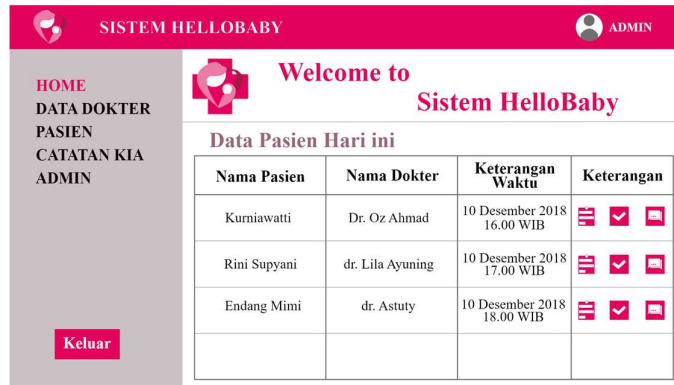 SISTEM HELLOBABY
ADMIN
HOME
DATA DOKTER
PASIEN
CATATAN KIA
ADMIN
Keluar
Welcome to
Sistem HelloBaby
Data Pasien Hari ini
Nama Pasien
Nama Dokter
Keterangan
Waktu
Keterangan
Kurniawatti
Dr. Oz Ahmad
10 Desember 2018
16.00 WIB
Rini Supyani
dr. Lila Ayuning
10 Desember 2018
17.00 WIB
Endang Mimi
dr. Astuty
10 Desember 2018
18.00 WIB